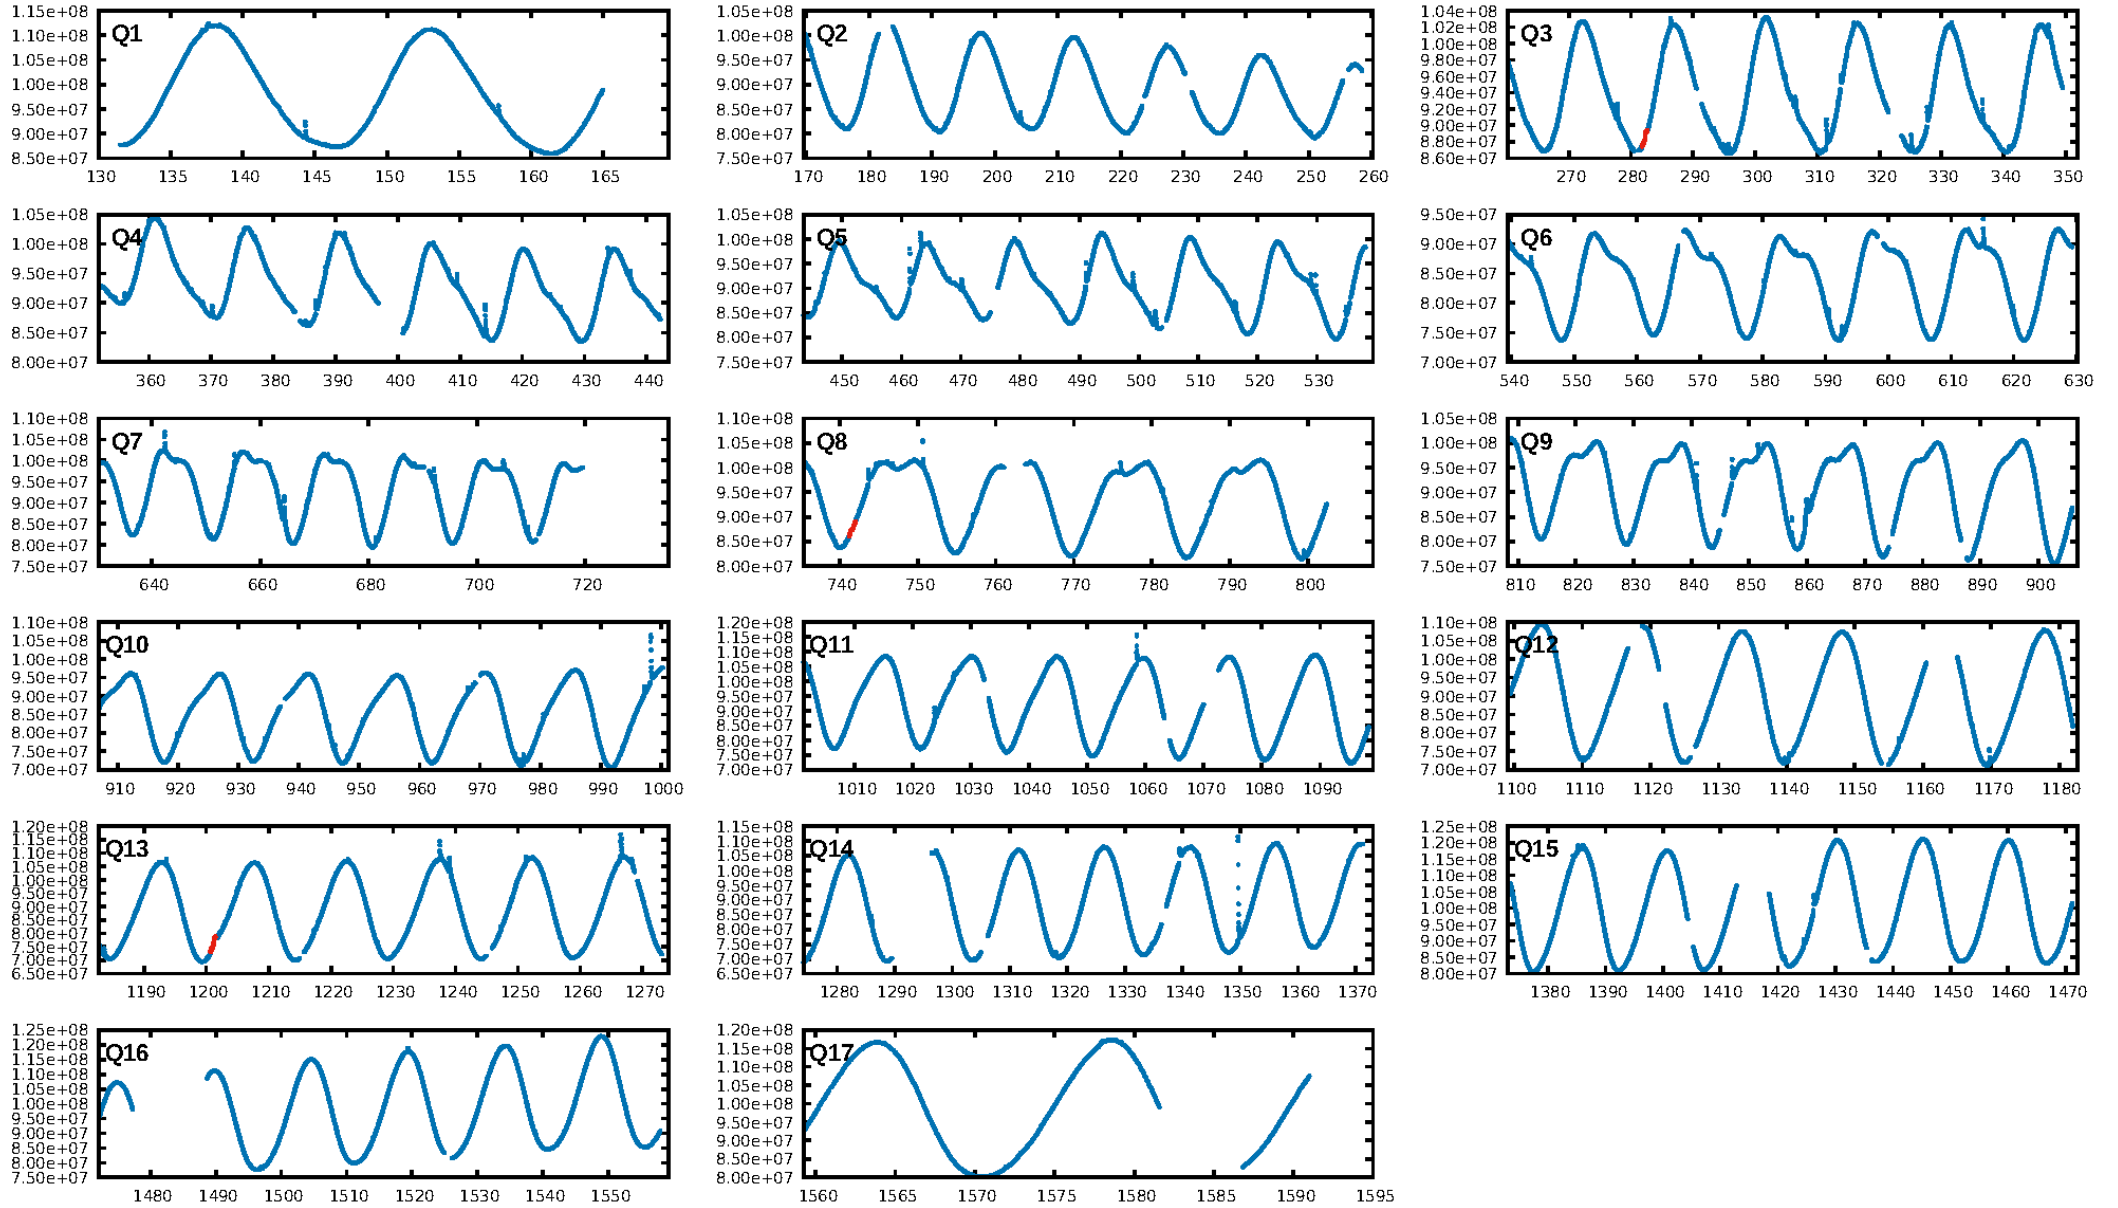 Q1
1.15e+08
1.10e+08
1.05e+08
1.00e+08
9.50e+07
9.00e+07
8.50e+07
130 135 140 145 150 155 160 165
Q2
1.05e+08
1.00e+08
9.50e+07
9.00e+07
8.50e+07
8.00e+07
7.50e+07
170 180 190 200 210 220 230 240 250 260
Q3
1.04e+08
1.02e+08
1.00e+08
9.80e+07
9.60e+07
9.40e+07
9.20e+07
9.00e+07
8.80e+07
8.60e+07
270 280 290 300 310 320 330 340 350
Q4
1.05e+08
1.00e+08
9.50e+07
9.00e+07
8.50e+07
8.00e+07
360 370 380 390 400 410 420 430 440
Q5
1.05e+08
1.00e+08
9.50e+07
9.00e+07
8.50e+07
8.00e+07
7.50e+07
450 460 470 480 490 500 510 520 530
Q6
9.50e+07
9.00e+07
8.50e+07
8.00e+07
7.50e+07
7.00e+07
540 550 560 570 580 590 600 610 620 630
Q7
1.10e+08
1.05e+08
1.00e+08
9.50e+07
9.00e+07
8.50e+07
8.00e+07
7.50e+07
640 660 680 700 720
Q8
1.10e+08
1.05e+08
1.00e+08
9.50e+07
9.00e+07
8.50e+07
8.00e+07
740 750 760 770 780 790 800
Q9
1.05e+08
1.00e+08
9.50e+07
9.00e+07
8.50e+07
8.00e+07
7.50e+07
810 820 830 840 850 860 870 880 890 900
Q10
1.10e+08
1.05e+08
1.00e+08
9.50e+07
9.00e+07
8.50e+07
8.00e+07
7.50e+07
7.00e+07
910 920 930 940 950 960 970 980 990 1000
Q11
1.20e+08
1.15e+08
1.10e+08
1.05e+08
1.00e+08
9.50e+07
9.00e+07
8.50e+07
8.00e+07
7.50e+07
7.00e+07
1010 1020 1030 1040 1050 1060 1070 1080 1090
Q12
1.10e+08
1.05e+08
1.00e+08
9.50e+07
9.00e+07
8.50e+07
8.00e+07
7.50e+07
7.00e+07
1100 1110 1120 1130 1140 1150 1160 1170 1180
Q13
1.20e+08
1.15e+08
1.10e+08
1.05e+08
1.00e+08
9.50e+07
9.00e+07
8.50e+07
8.00e+07
7.50e+07
7.00e+07
6.50e+07
1190 1200 1210 1220 1230 1240 1250 1260 1270
Q14
1.15e+08
1.10e+08
1.05e+08
1.00e+08
9.50e+07
9.00e+07
8.50e+07
8.00e+07
7.50e+07
7.00e+07
6.50e+07
1280 1290 1300 1310 1320 1330 1340 1350 1360 1370
Q15
1.25e+08
1.20e+08
1.15e+08
1.10e+08
1.05e+08
1.00e+08
9.50e+07
9.00e+07
8.50e+07
8.00e+07
1380 1390 1400 1410 1420 1430 1440 1450 1460 1470
Q16
1.25e+08
1.20e+08
1.15e+08
1.10e+08
1.05e+08
1.00e+08
9.50e+07
9.00e+07
8.50e+07
8.00e+07
7.50e+07
1480 1490 1500 1510 1520 1530 1540 1550
Q17
1.20e+08
1.15e+08
1.10e+08
1.05e+08
1.00e+08
9.50e+07
9.00e+07
8.50e+07
8.00e+07
1560 1565 1570 1575 1580 1585 1590 1595